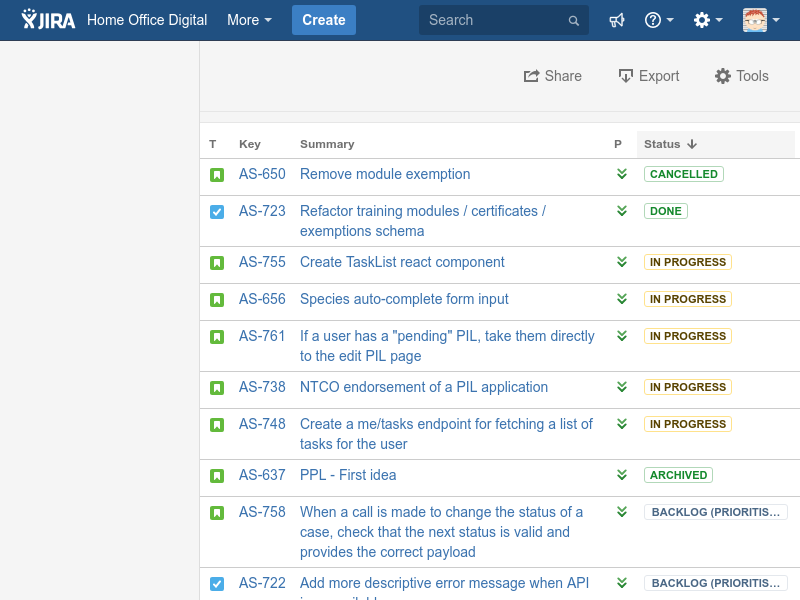 JIRA Home Office Digital More Create Search
Share Export Tools
T Key Summary P Status
AS-650 Remove module exemption CANCELLED
AS-723 Refactor training modules / certificates / DONE
exemptions schema
AS-755 Create TaskList react component IN PROGRESS
AS-656 Species auto-complete form input IN PROGRESS
AS-761 If a user has a "pending" PIL, take them directly IN PROGRESS
to the edit PIL page
AS-738 NTCO endorsement of a PIL application IN PROGRESS
AS-748 Create a me/tasks endpoint for fetching a list of IN PROGRESS
tasks for the user
AS-637 PPL - First idea ARCHIVED
AS-758 When a call is made to change the status of a BACKLOG (PRIORITIS...
case, check that the next status is valid and
provides the correct payload
AS-722 Add more descriptive error message when API BACKLOG (PRIORITIS...